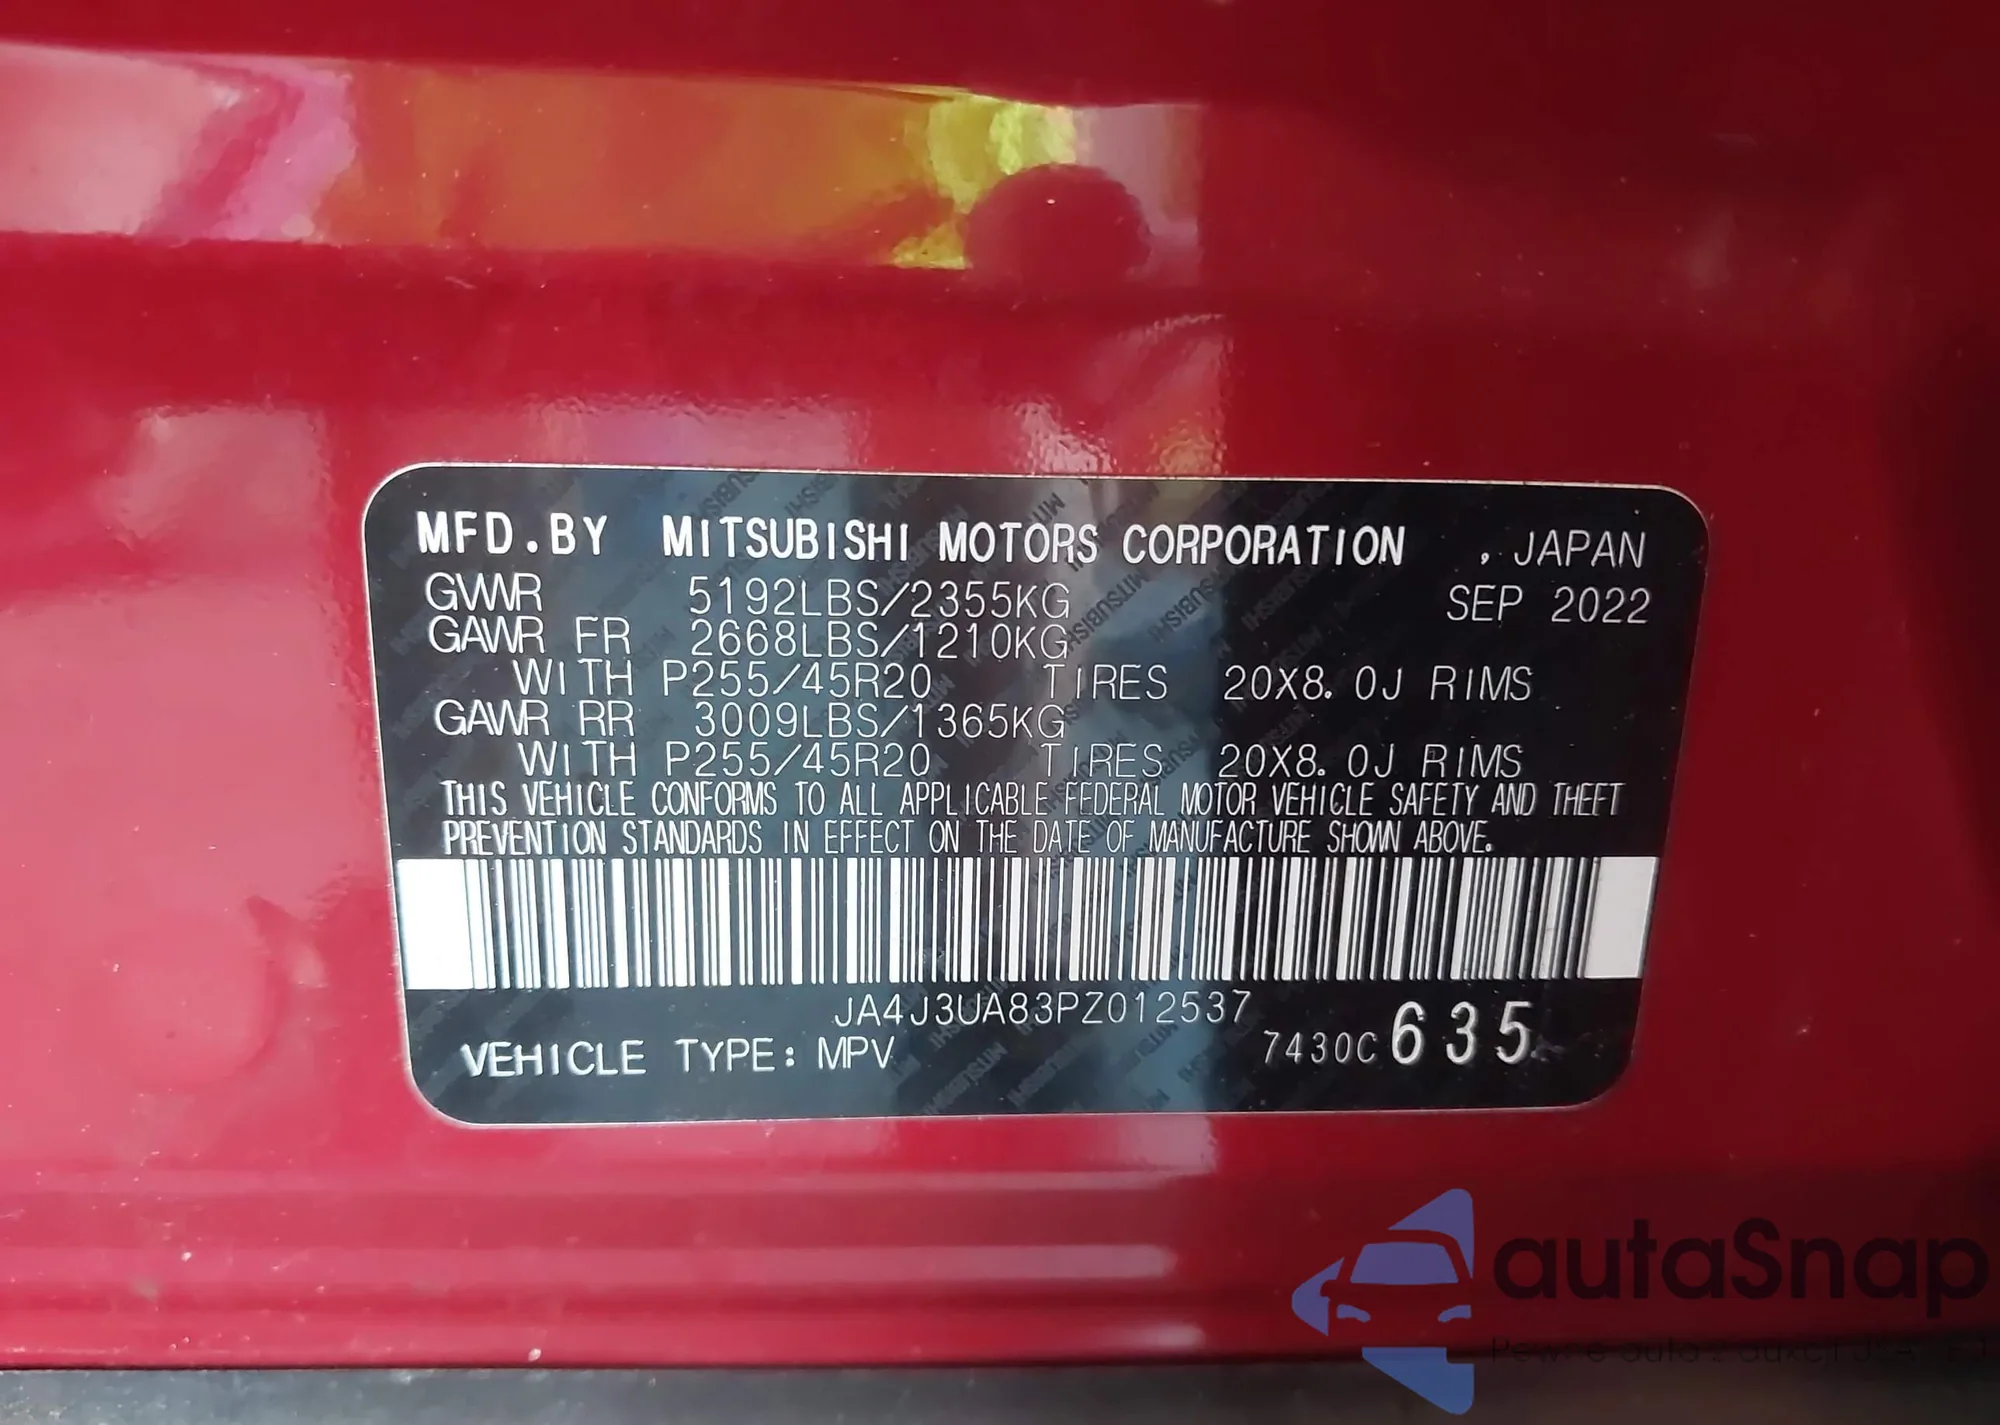 MFD.BY MITSUBISHI MOTORS CORPORATION , JAPAN
GVWR 5192LBS/2355KG SEP 2022
GAWR FR 2668LBS/1210KG
WITH P255/45R20 TIRES 20X8.0J RIMS
GAWR RR 3009LBS/1365KG
WITH P255/45R20 TIRES 20X8.0J RIMS
THIS VEHICLE CONFORMS TO ALL APPLICABLE FEDERAL MOTOR VEHICLE SAFETY AND THEFT
PREVENTION STANDARDS IN EFFECT ON THE DATE OF MANUFACTURE SHOWN ABOVE.
JA4J3UA83PZ012537
VEHICLE TYPE: MPV 7430C 635
autaSnap